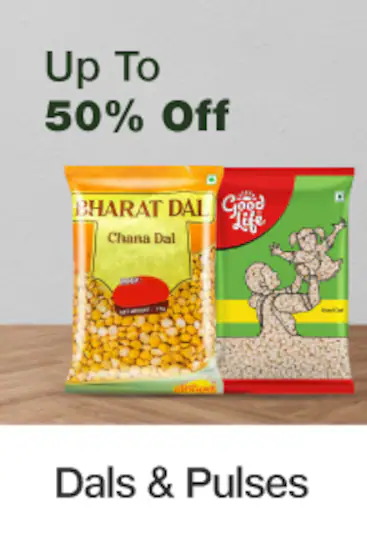 Up To
50% Off
BHARAT DAL
Chana Dal
Good
Life
Dals & Pulses